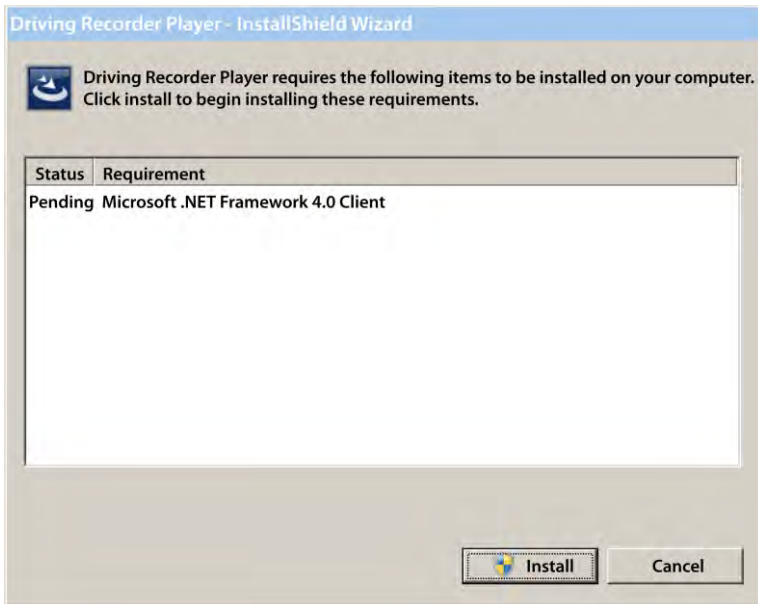 Driving Recorder Player - InstallShield Wizard
Driving Recorder Player requires the following items to be installed on your computer.
Click install to begin installing these requirements.
Status Requirement
Pending Microsoft .NET Framework 4.0 Client
Install Cancel